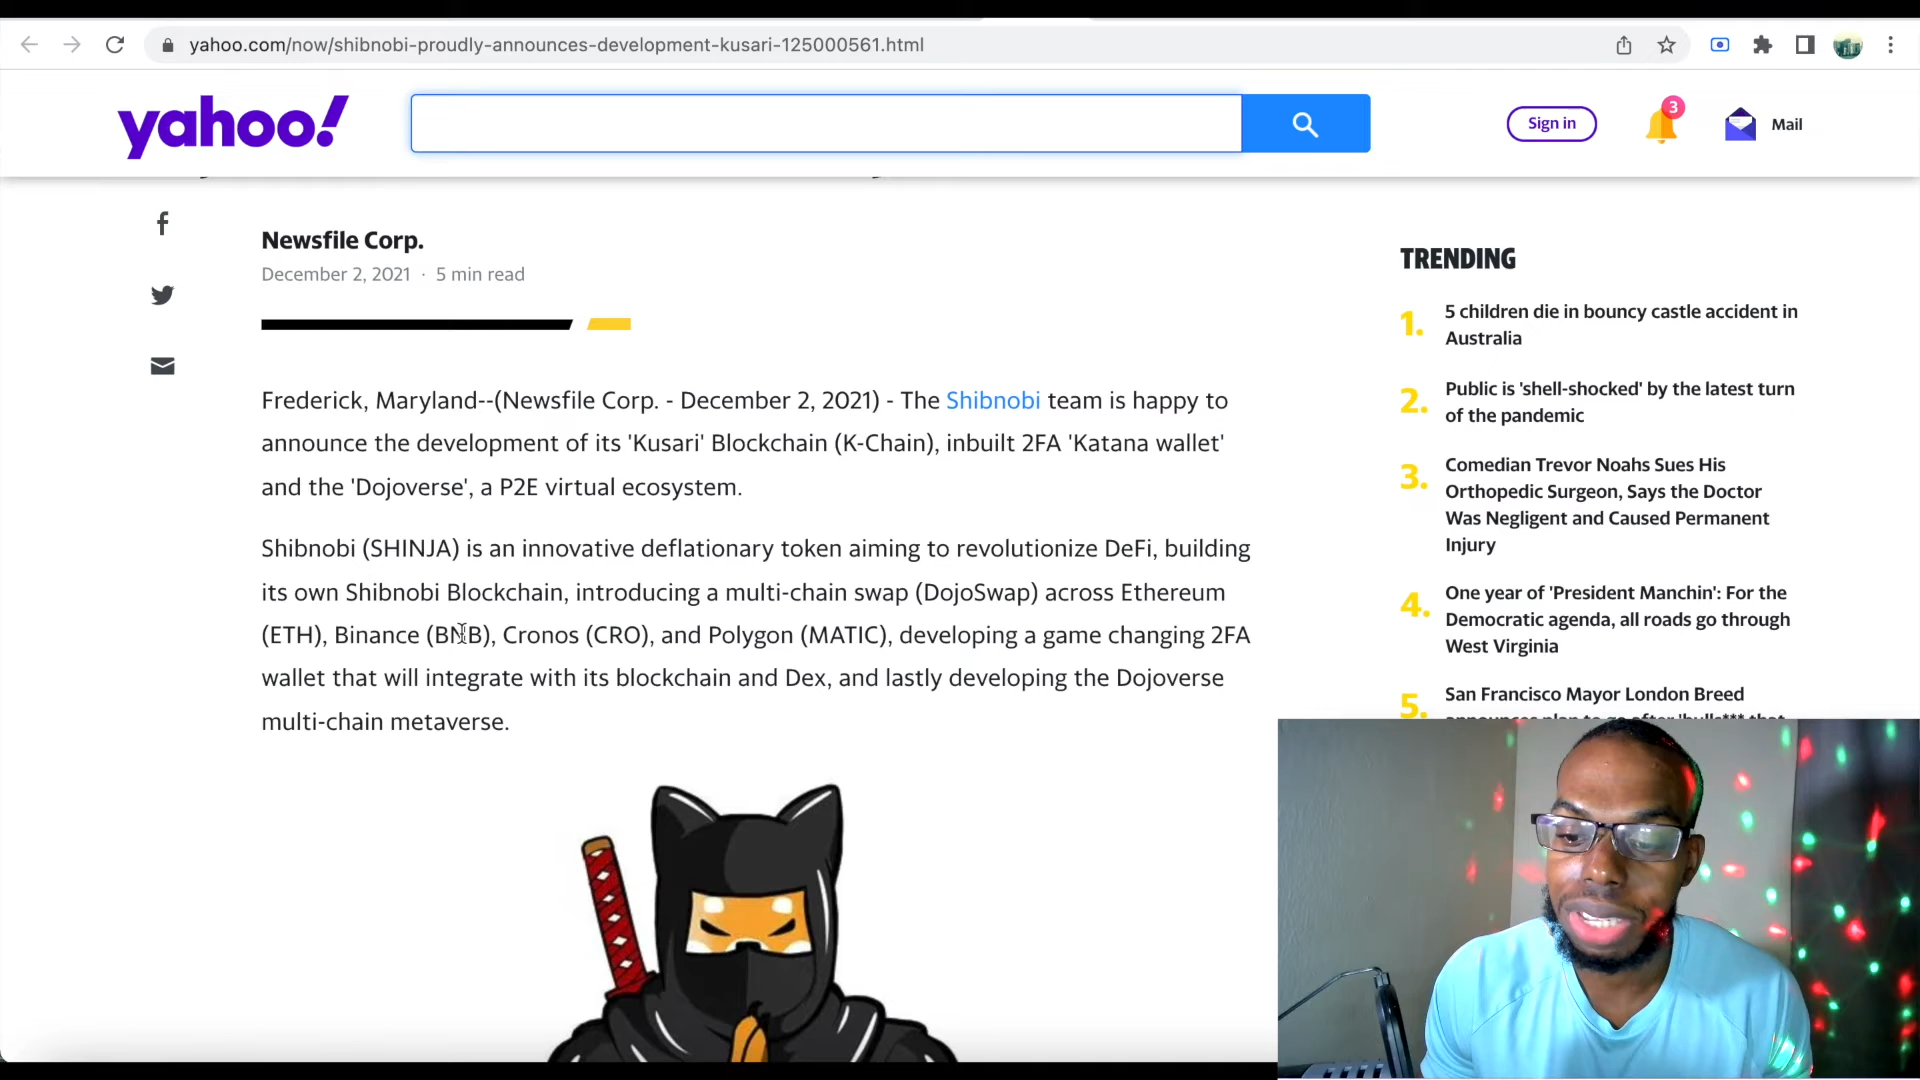 yahoo.com/now/shibnobi-proudly-announces-development-kusari-125000561.html
yahoo!
Sign in
3
Mail
Newsfile Corp.
December 2, 2021 · 5 min read
Frederick, Maryland--(Newsfile Corp. - December 2, 2021) - The Shibnobi team is happy to
announce the development of its 'Kusari' Blockchain (K-Chain), inbuilt 2FA 'Katana wallet'
and the 'Dojoverse', a P2E virtual ecosystem.
Shibnobi (SHINJA) is an innovative deflationary token aiming to revolutionize DeFi, building
its own Shibnobi Blockchain, introducing a multi-chain swap (DojoSwap) across Ethereum
(ETH), Binance (BNB), Cronos (CRO), and Polygon (MATIC), developing a game changing 2FA
wallet that will integrate with its blockchain and Dex, and lastly developing the Dojoverse
multi-chain metaverse.
TRENDING
1. 5 children die in bouncy castle accident in
Australia
2. Public is 'shell-shocked' by the latest turn
of the pandemic
3. Comedian Trevor Noahs Sues His
Orthopedic Surgeon, Says the Doctor
Was Negligent and Caused Permanent
Injury
4. One year of 'President Manchin': For the
Democratic agenda, all roads go through
West Virginia
5. San Francisco Mayor London Breed